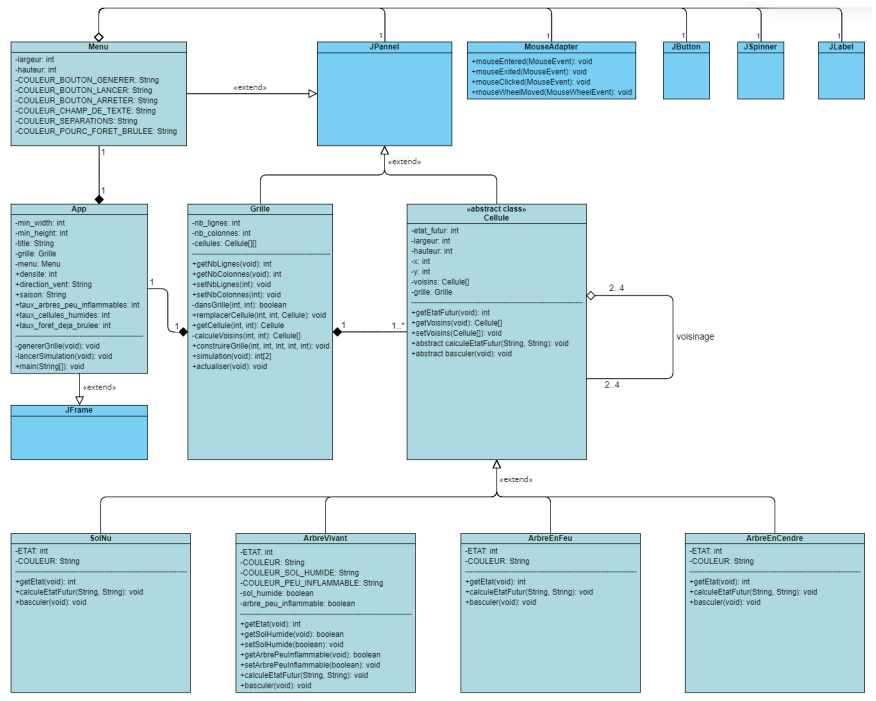 1
1
1
1
1
Menu
-largeur: int
-hauteur: int
-COULEUR_BOUTON_GENERER: String
-COULEUR_BOUTON_LANCER: String
-COULEUR_BOUTON_ARRETER: String
-COULEUR_CHAMP_DE_TEXTE: String
-COULEUR_SEPARATIONS: String
-COULEUR_POURC_FORET_BRULEE: String
«extend»
JPannel
MouseAdapter
+mouseEntered(MouseEvent): void
+mouseExited(MouseEvent): void
+mouseClicked(MouseEvent): void
+mouseWheelMoved(MouseWheelEvent): void
JButton
JSpinner
JLabel
«extend»
1
1
App
-min_width: int
-min_height: int
-title: String
-grille: Grille
-menu: Menu
+densite: int
+direction_vent: String
+saison: String
+taux_arbres_peu_inflammables: int
+taux_cellules_humides: int
+taux_foret_deja_brulee: int
-genererGrille(void): void
-lancerSimulation(void): void
+main(String[]): void
1
1
«extend»
JFrame
Grille
-nb_lignes: int
-nb_colonnes: int
-cellules: Cellule[][]
+getNbLignes(void): int
+getNbColonnes(void): int
+setNbLignes(int): void
+setNbColonnes(int): void
-dansGrille(int, int): boolean
+remplacerCellule(int, int, Cellule): void
+getCellule(int, int): Cellule
-calculeVoisins(int, int): Cellule[]
+construireGrille(int, int, int, int, int): void
+simulation(void): int[2]
+actualiser(void): void
1
1..*
«abstract class»
Cellule
-etat_futur: int
-largeur: int
-hauteur: int
-x: int
-y: int
-voisins: Cellule[]
-grille: Grille
+getEtatFutur(void): int
+getVoisins(void): Cellule[]
+setVoisins(Cellule[]): void
+abstract calculeEtatFutur(String, String): void
+abstract basculer(void): void
2..4
voisinage
2..4
«extend»
SolNu
-ETAT: int
-COULEUR: String
+getEtat(void): int
+calculeEtatFutur(String, String): void
+basculer(void): void
ArbreVivant
-ETAT: int
-COULEUR: String
-COULEUR_SOL_HUMIDE: String
-COULEUR_PEU_INFLAMMABLE: String
-sol_humide: boolean
-arbre_peu_inflammable: boolean
+getEtat(void): int
+getSolHumide(void): boolean
+setSolHumide(boolean): void
+getArbrePeuInflammable(void): boolean
+setArbrePeuInflammable(boolean): void
+calculeEtatFutur(String, String): void
+basculer(void): void
ArbreEnFeu
-ETAT: int
-COULEUR: String
+getEtat(void): int
+calculeEtatFutur(String, String): void
+basculer(void): void
ArbreEnCendre
-ETAT: int
-COULEUR: String
+getEtat(void): int
+calculeEtatFutur(String, String): void
+basculer(void): void